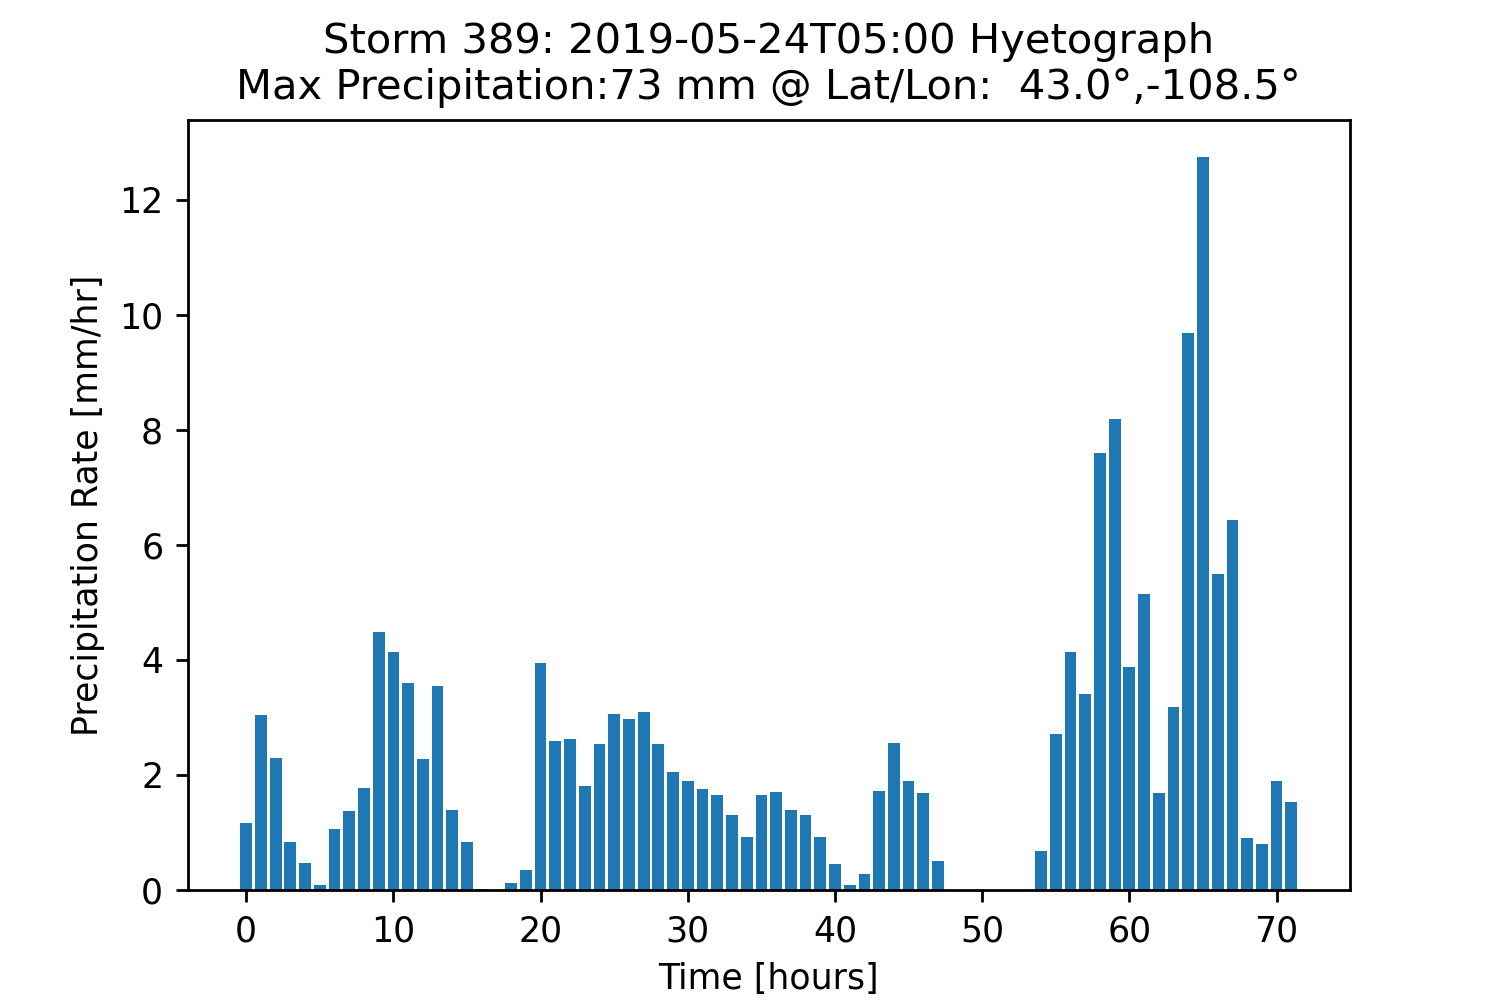 Storm 389: 2019-05-24T05:00 Hyetograph
Max Precipitation:73 mm @ Lat/Lon:  43.0°,-108.5°
Precipitation Rate [mm/hr]
12
10
8
6
4
2
0
0 10 20 30 40 50 60 70
Time [hours]